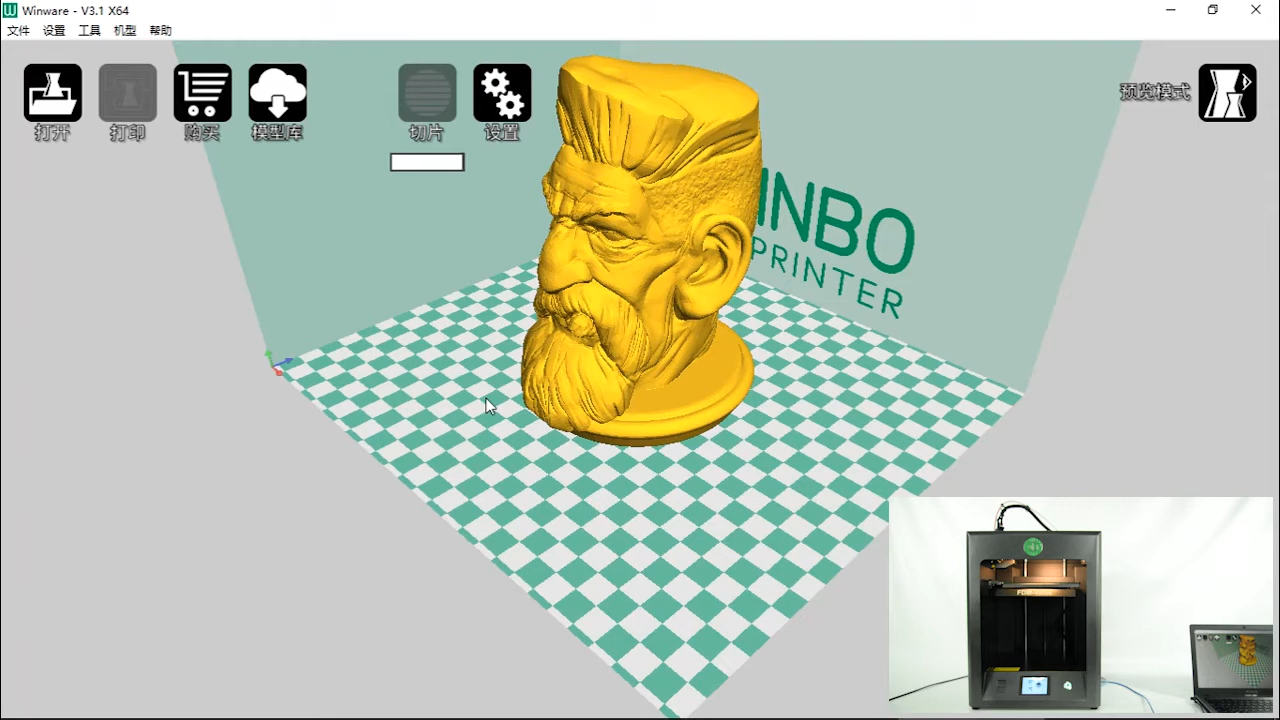 Winware - V3.1 X64
文件 设置 工具 机型 帮助
打开 打印 购买 模型库 切片 设置 预览模式
INBO
PRINTER